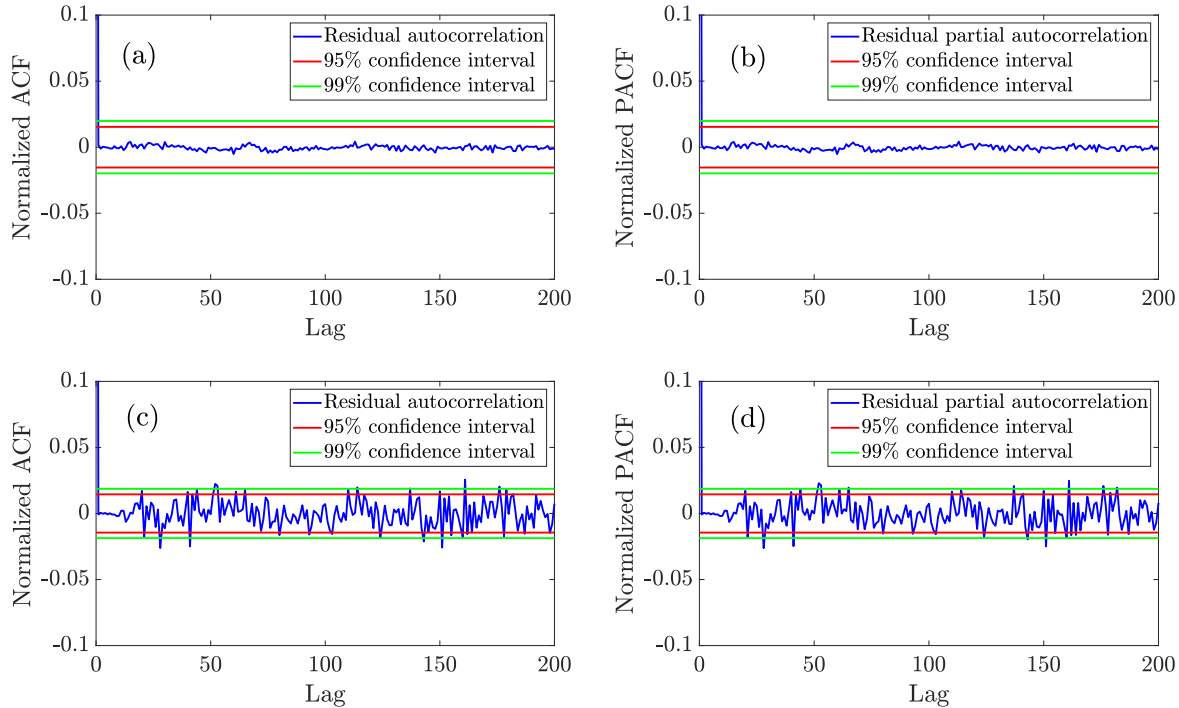 0.1
0.05
0
-0.05
-0.1
Normalized ACF
(a)
Residual autocorrelation
95% confidence interval
99% confidence interval
0 50 100 150 200
Lag
0.1
0.05
0
-0.05
-0.1
Normalized PACF
(b)
Residual partial autocorrelation
95% confidence interval
99% confidence interval
0 50 100 150 200
Lag
0.1
0.05
0
-0.05
-0.1
Normalized ACF
(c)
Residual autocorrelation
95% confidence interval
99% confidence interval
0 50 100 150 200
Lag
0.1
0.05
0
-0.05
-0.1
Normalized PACF
(d)
Residual partial autocorrelation
95% confidence interval
99% confidence interval
0 50 100 150 200
Lag